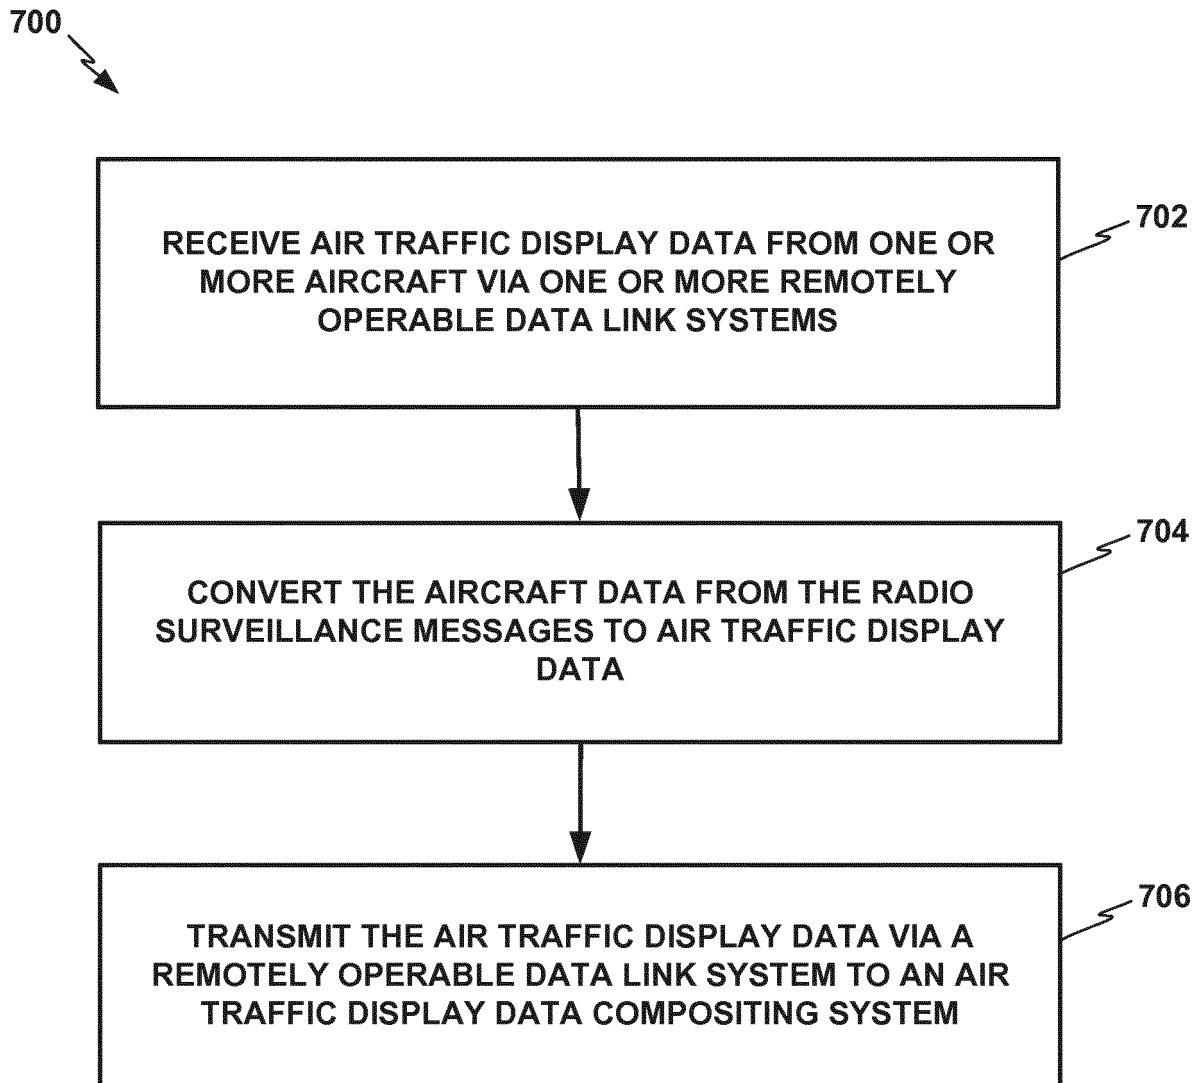 700
RECEIVE AIR TRAFFIC DISPLAY DATA FROM ONE OR
MORE AIRCRAFT VIA ONE OR MORE REMOTELY
OPERABLE DATA LINK SYSTEMS
702
CONVERT THE AIRCRAFT DATA FROM THE RADIO
SURVEILLANCE MESSAGES TO AIR TRAFFIC DISPLAY
DATA
704
TRANSMIT THE AIR TRAFFIC DISPLAY DATA VIA A
REMOTELY OPERABLE DATA LINK SYSTEM TO AN AIR
TRAFFIC DISPLAY DATA COMPOSITING SYSTEM
706